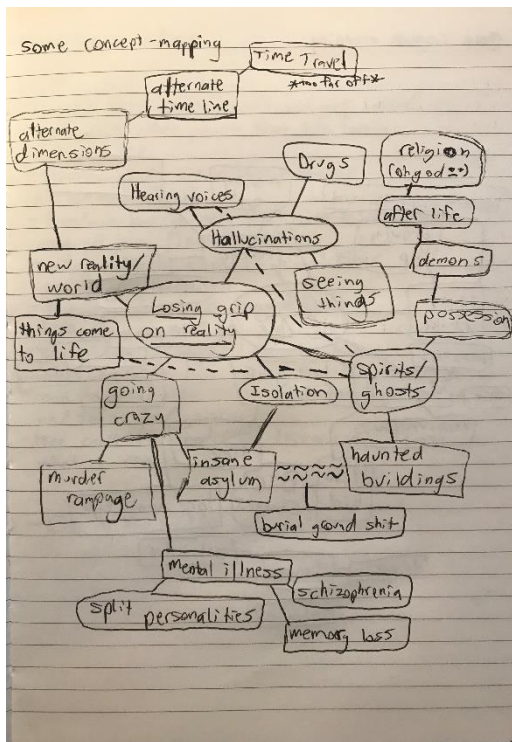 some concept-mapping
Time Travel
*too far off*
alternate
time line
alternate
dimensions
Drugs
religion
(oh god :-)
Hearing voices
after life
Hallucinations
demons
new reality/
world
seeing
things
Losing grip
on reality
possession
things come
to life
spirits/
ghosts
going
crazy
Isolation
insane
asylum
haunted
buildings
murder
rampage
burial ground shit
mental illness
schizophrenia
split personalities
memory loss